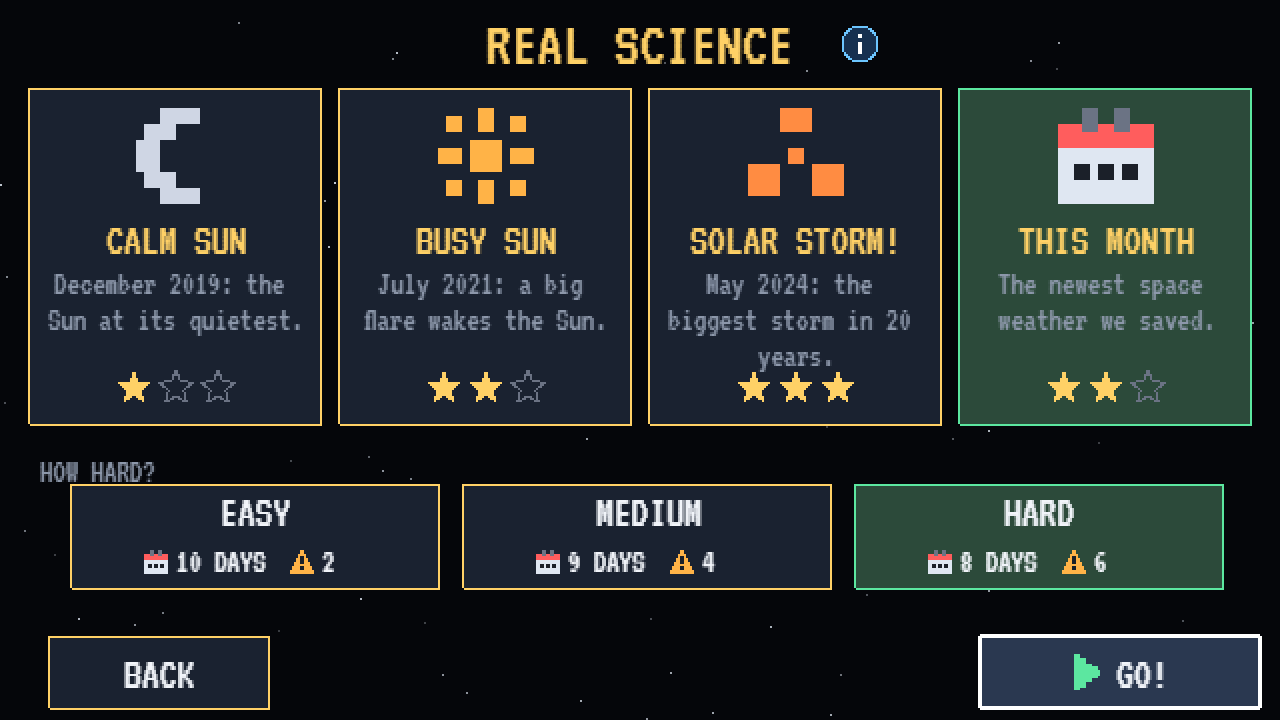 REAL SCIENCE i
CALM SUN
December 2019: the
Sun at its quietest.
BUSY SUN
July 2021: a big
flare wakes the Sun.
SOLAR STORM!
May 2024: the
biggest storm in 20
years.
THIS MONTH
The newest space
weather we saved.
HOW HARD?
EASY
10 DAYS 2
MEDIUM
9 DAYS 4
HARD
8 DAYS 6
BACK
GO!